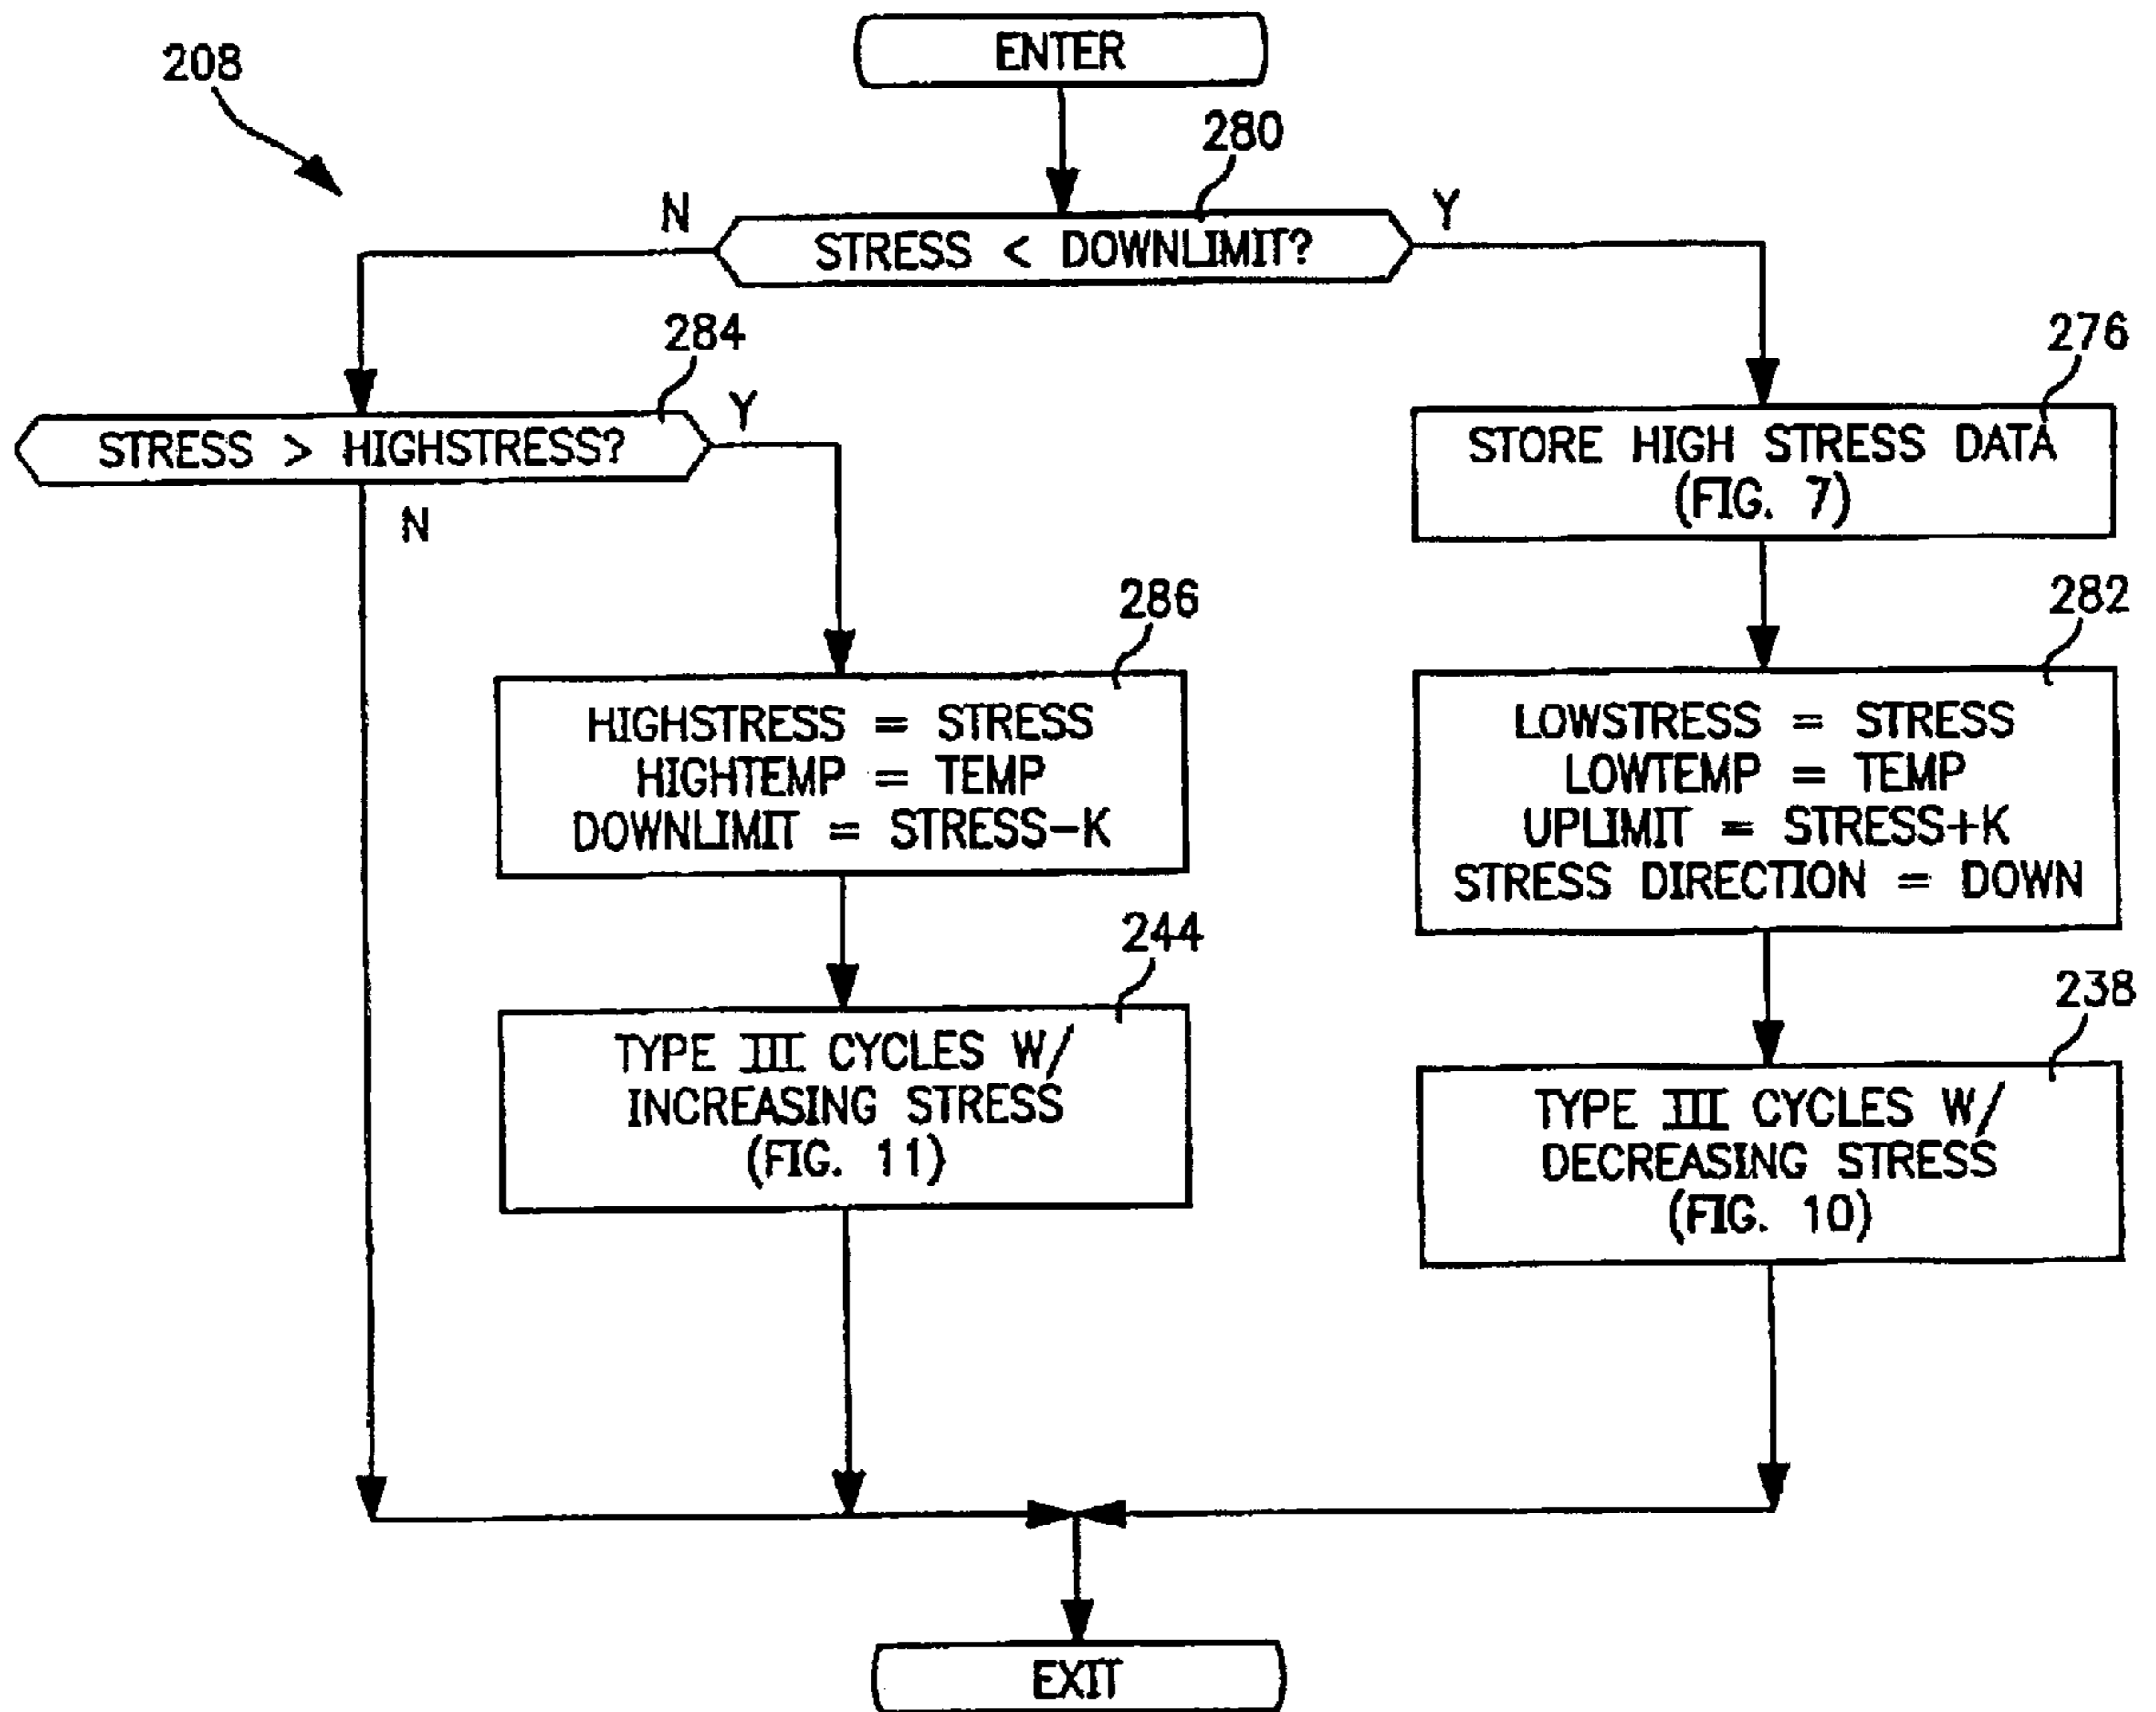 208
ENTER
280
N
STRESS < DOWNLIMIT?
Y
284
STRESS > HIGHSTRESS?
Y
N
276
STORE HIGH STRESS DATA
(FIG. 7)
286
HIGHSTRESS = STRESS
HIGHTEMP = TEMP
DOWNLIMIT = STRESS-K
282
LOWSTRESS = STRESS
LOWTEMP = TEMP
UPLIMIT = STRESS+K
STRESS DIRECTION = DOWN
244
TYPE III CYCLES W/
INCREASING STRESS
(FIG. 11)
238
TYPE III CYCLES W/
DECREASING STRESS
(FIG. 10)
EXIT